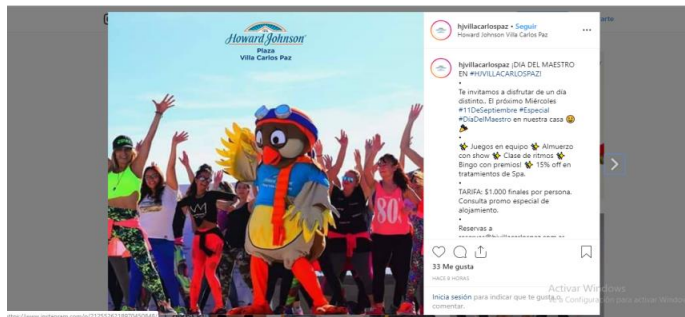 Howard Johnson
Plaza
Villa Carlos Paz
80
hjvillacarlospaz • Seguir
Howard Johnson Villa Carlos Paz
hjvillacarlospaz ¡DIA DEL MAESTRO
EN #HJVILLACARLOSPAZ!
•
Te invitamos a disfrutar de un día
distinto.. El próximo Miércoles
#11DeSeptiembre #Especial
#DíaDelMaestro en nuestra casa 😃
🎉
•
✨ Juegos en equipo ✨ Almuerzo
con show ✨ Clase de ritmos ✨
Bingo con premios! ✨ 15% off en
tratamientos de Spa.
•
TARIFA: $1.000 finales por persona.
Consulta promo especial de
alojamiento.
•
Reservas a
33 Me gusta
HACE 8 HORAS
Inicia sesión para indicar que te gusta o
comentar.
Activar Windows